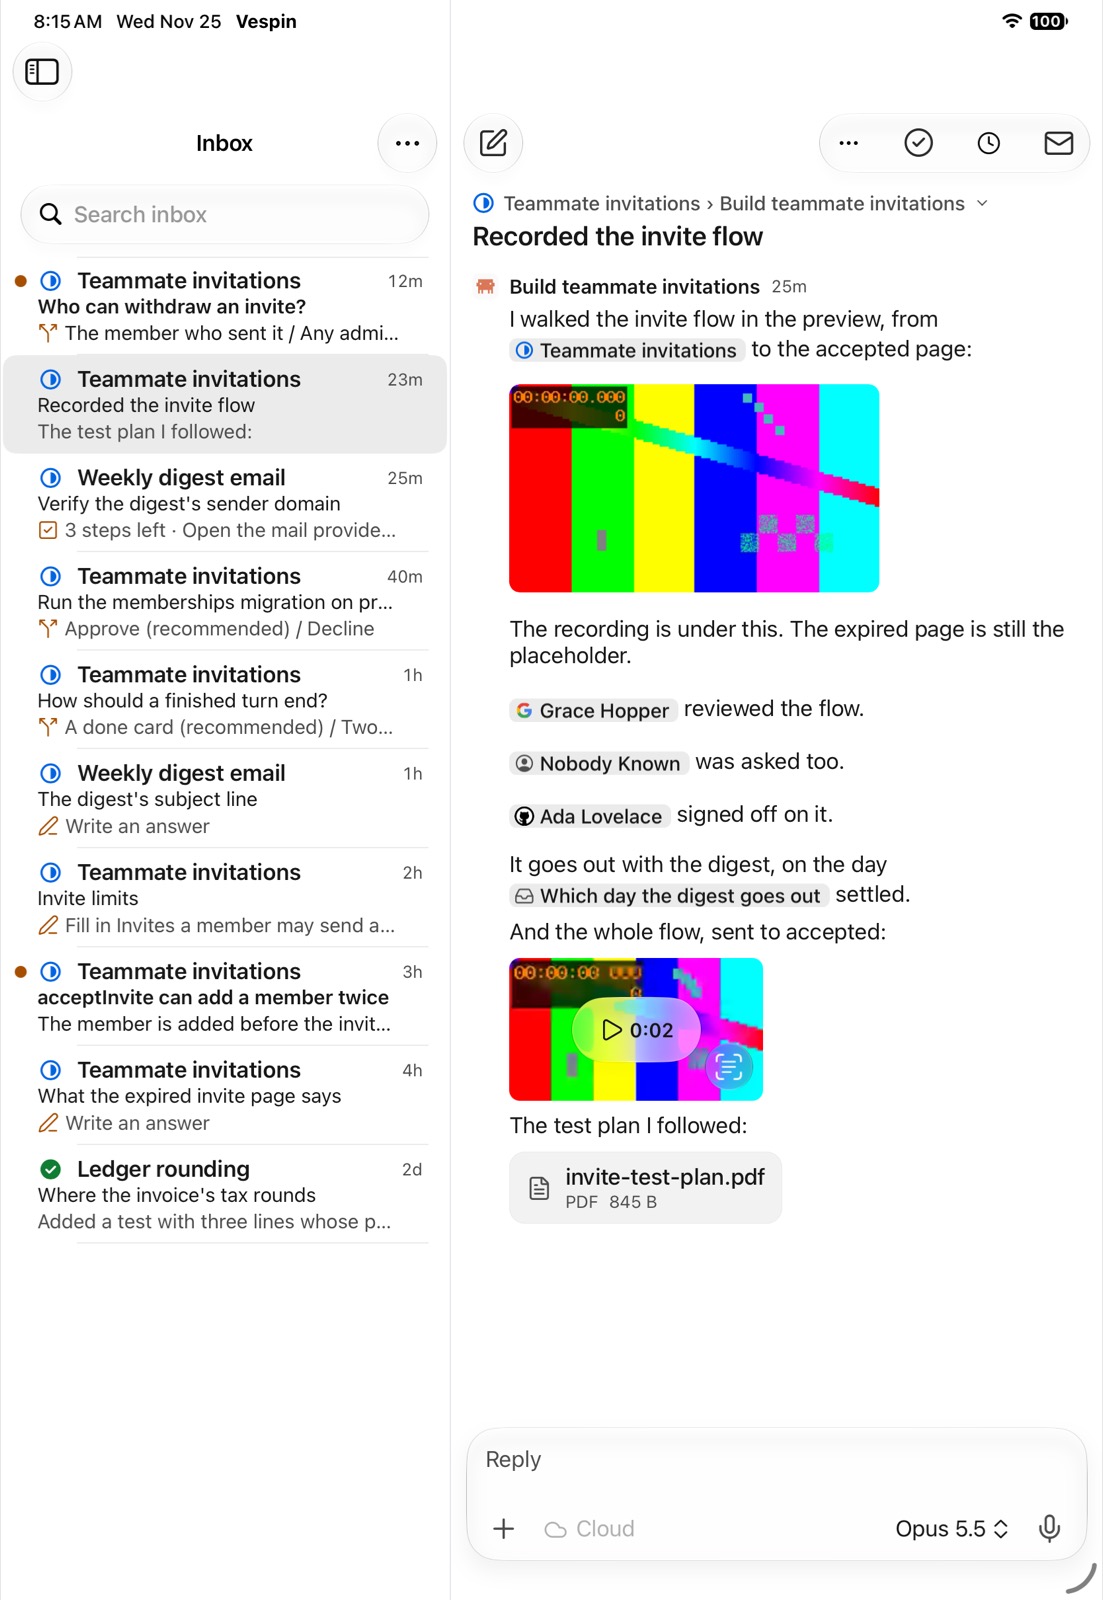 8:15 AM Wed Nov 25 Vespin
100
Inbox
Search inbox
Teammate invitations 12m
Who can withdraw an invite?
The member who sent it / Any admi...
Teammate invitations 23m
Recorded the invite flow
The test plan I followed:
Weekly digest email 25m
Verify the digest's sender domain
3 steps left · Open the mail provide...
Teammate invitations 40m
Run the memberships migration on pr...
Approve (recommended) / Decline
Teammate invitations 1h
How should a finished turn end?
A done card (recommended) / Two...
Weekly digest email 1h
The digest's subject line
Write an answer
Teammate invitations 2h
Invite limits
Fill in Invites a member may send a...
Teammate invitations 3h
acceptInvite can add a member twice
The member is added before the invit...
Teammate invitations 4h
What the expired invite page says
Write an answer
Ledger rounding 2d
Where the invoice's tax rounds
Added a test with three lines whose p...
Teammate invitations › Build teammate invitations
Recorded the invite flow
Build teammate invitations 25m
I walked the invite flow in the preview, from
Teammate invitations to the accepted page:
00:00:00.000
0
The recording is under this. The expired page is still the
placeholder.
Grace Hopper reviewed the flow.
Nobody Known was asked too.
Ada Lovelace signed off on it.
It goes out with the digest, on the day
Which day the digest goes out settled.
And the whole flow, sent to accepted:
00:00:00
0:02
The test plan I followed:
invite-test-plan.pdf
PDF 845 B
Reply
Cloud
Opus 5.5